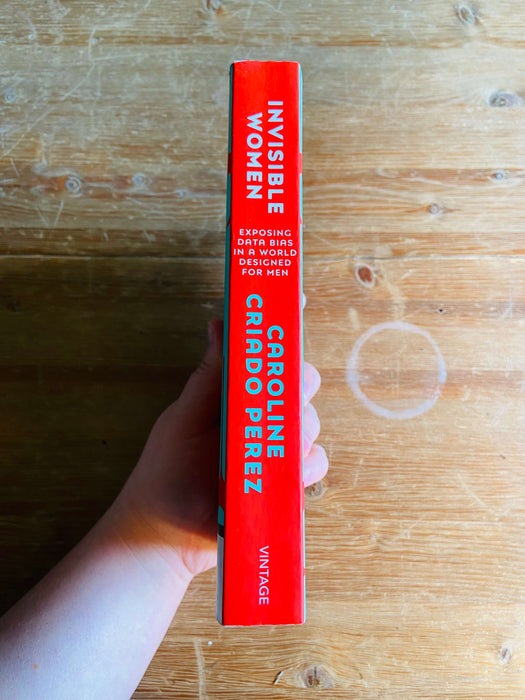 INVISIBLE
WOMEN
EXPOSING
DATA BIAS
IN A WORLD
DESIGNED
FOR MEN
CAROLINE
CRIADO PEREZ
VINTAGE